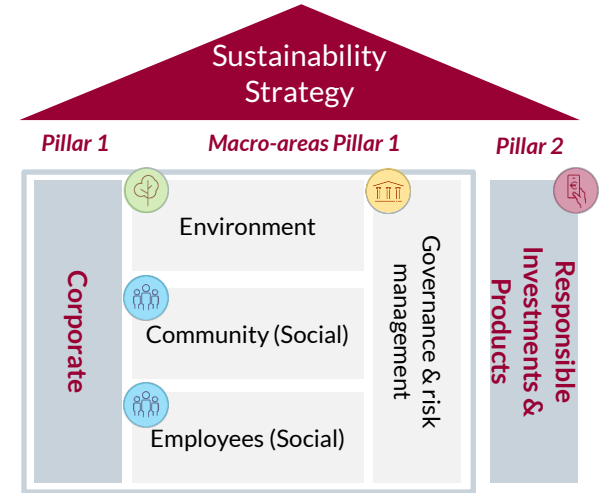 Sustainability
Strategy
Pillar 1
Macro-areas Pillar 1
Pillar 2
Corporate
Environment
Community (Social)
Employees (Social)
Governance & risk
management
Responsible
Investments &
Products